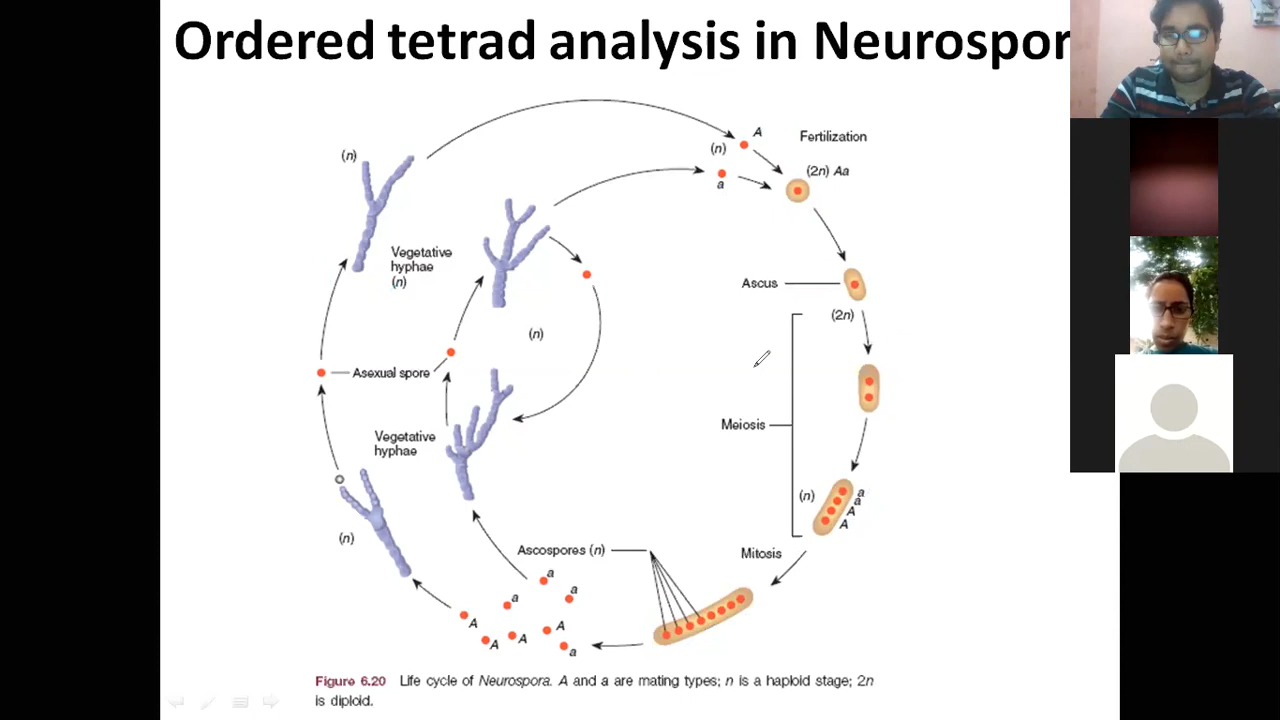 Ordered tetrad analysis in Neurospor
A
Fertilization
(n)
(n)
(2n) Aa
a
Vegetative
hyphae
(n)
Ascus
(2n)
(n)
Asexual spore
Meiosis
Vegetative
hyphae
(n)
a
a
A
A
(n)
Ascospores (n)
Mitosis
a
a
a
A
A
A
A
a
Figure 6.20 Life cycle of Neurospora. A and a are mating types; n is a haploid stage; 2n
is diploid.